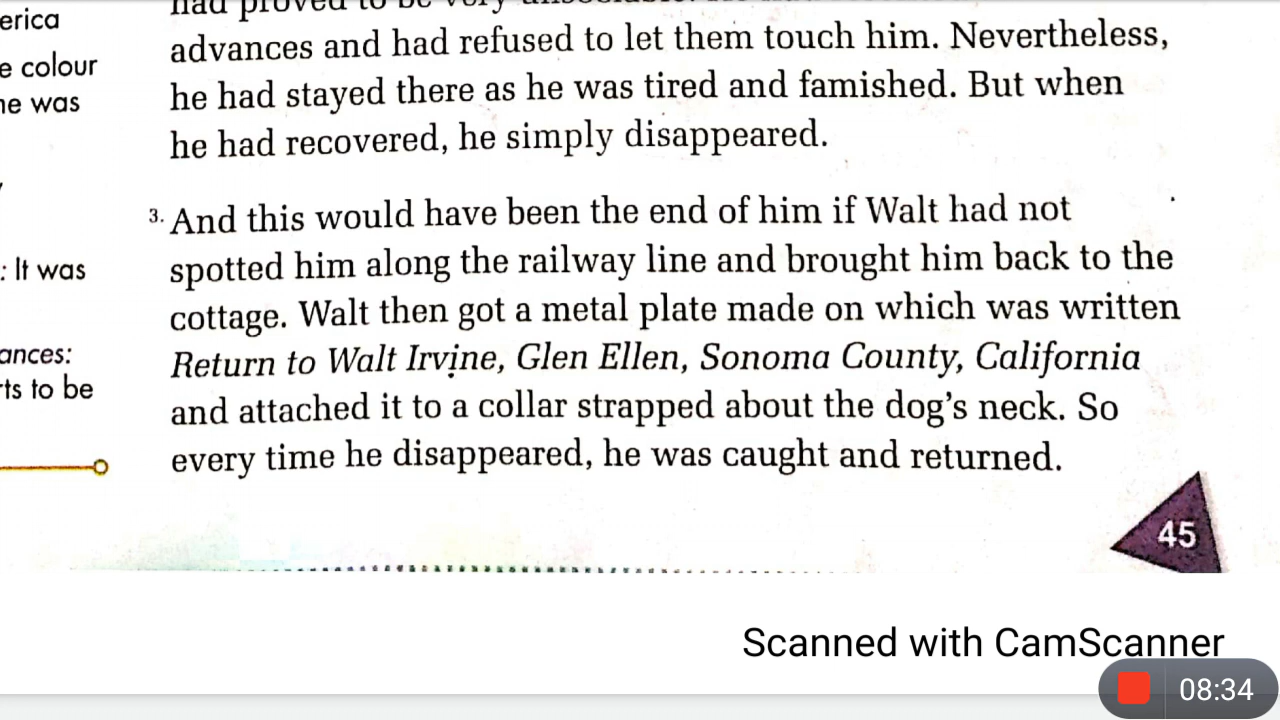 erica
e colour
he was
: It was
ances:
ts to be
had proved to be very
advances and had refused to let them touch him. Nevertheless,
he had stayed there as he was tired and famished. But when
he had recovered, he simply disappeared.
3. And this would have been the end of him if Walt had not
spotted him along the railway line and brought him back to the
cottage. Walt then got a metal plate made on which was written
Return to Walt Irvine, Glen Ellen, Sonoma County, California
and attached it to a collar strapped about the dog's neck. So
every time he disappeared, he was caught and returned.
45
Scanned with CamScanner
08:34